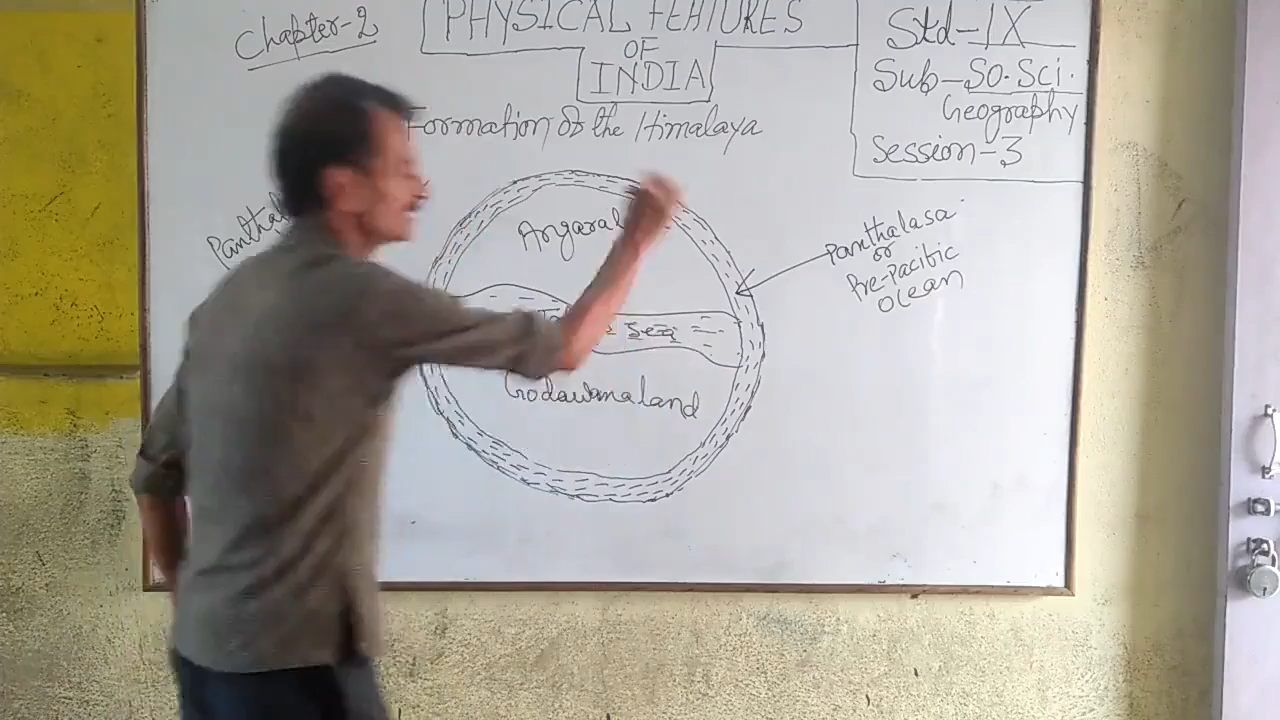 Chapter-2
PHYSICAL FEATURES
OF
INDIA
Std-IX
Sub-So.Sci.
Geography
Session-3
Formation of the Himalaya
Panthalasa
or
Pre-pacific
Ocean
Sea
Godawanaland